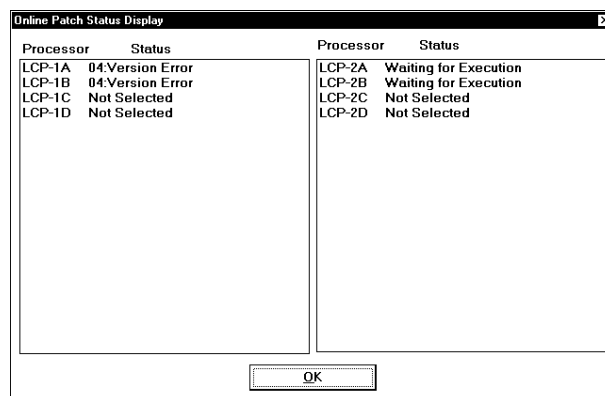 Online Patch Status Display
Processor Status
LCP-1A 04:Version Error
LCP-1B 04:Version Error
LCP-1C Not Selected
LCP-1D Not Selected
Processor Status
LCP-2A Waiting for Execution
LCP-2B Waiting for Execution
LCP-2C Not Selected
LCP-2D Not Selected
OK